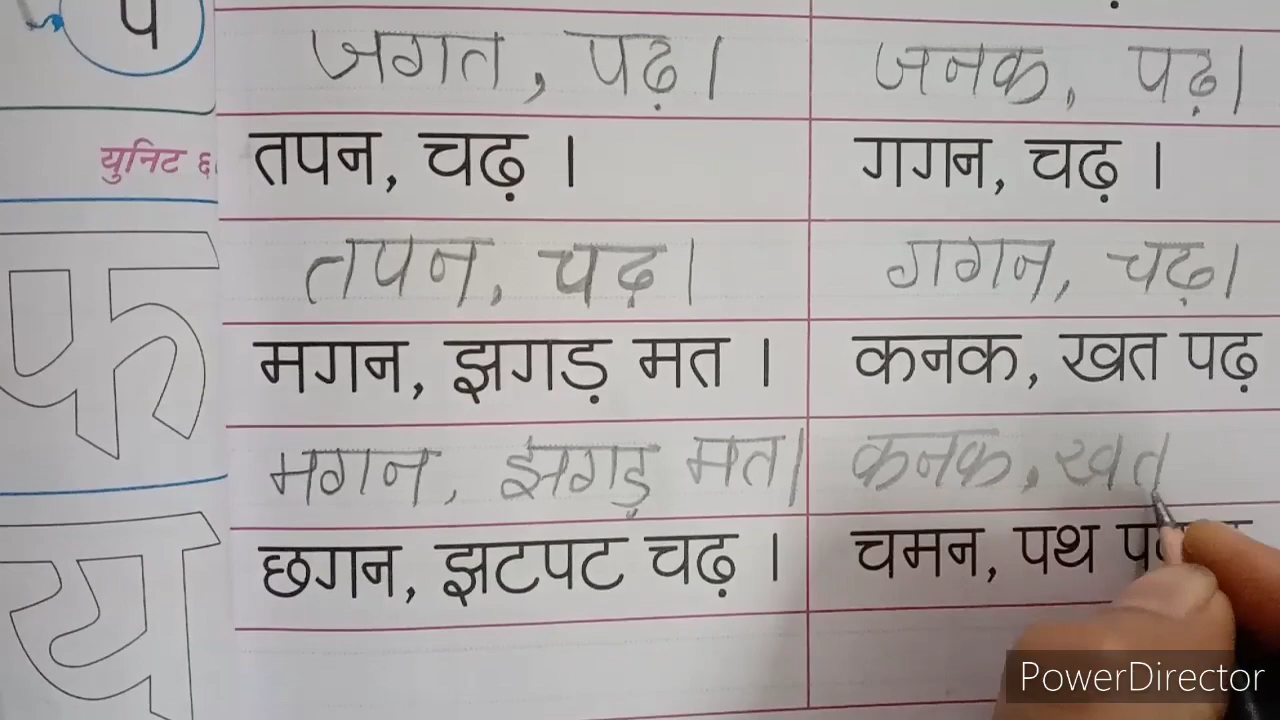 प
जगत, पढ़। जनक, पढ़।
युनिट ६
तपन, चढ़ । गगन, चढ़ ।
तपन, चढ़। गगन, चढ़।
फ
मगन, झगड़ मत । कनक, खत पढ़
मगन, झगड़ मत। कनक, खत
य
छगन, झटपट चढ़ । चमन, पथ
PowerDirector